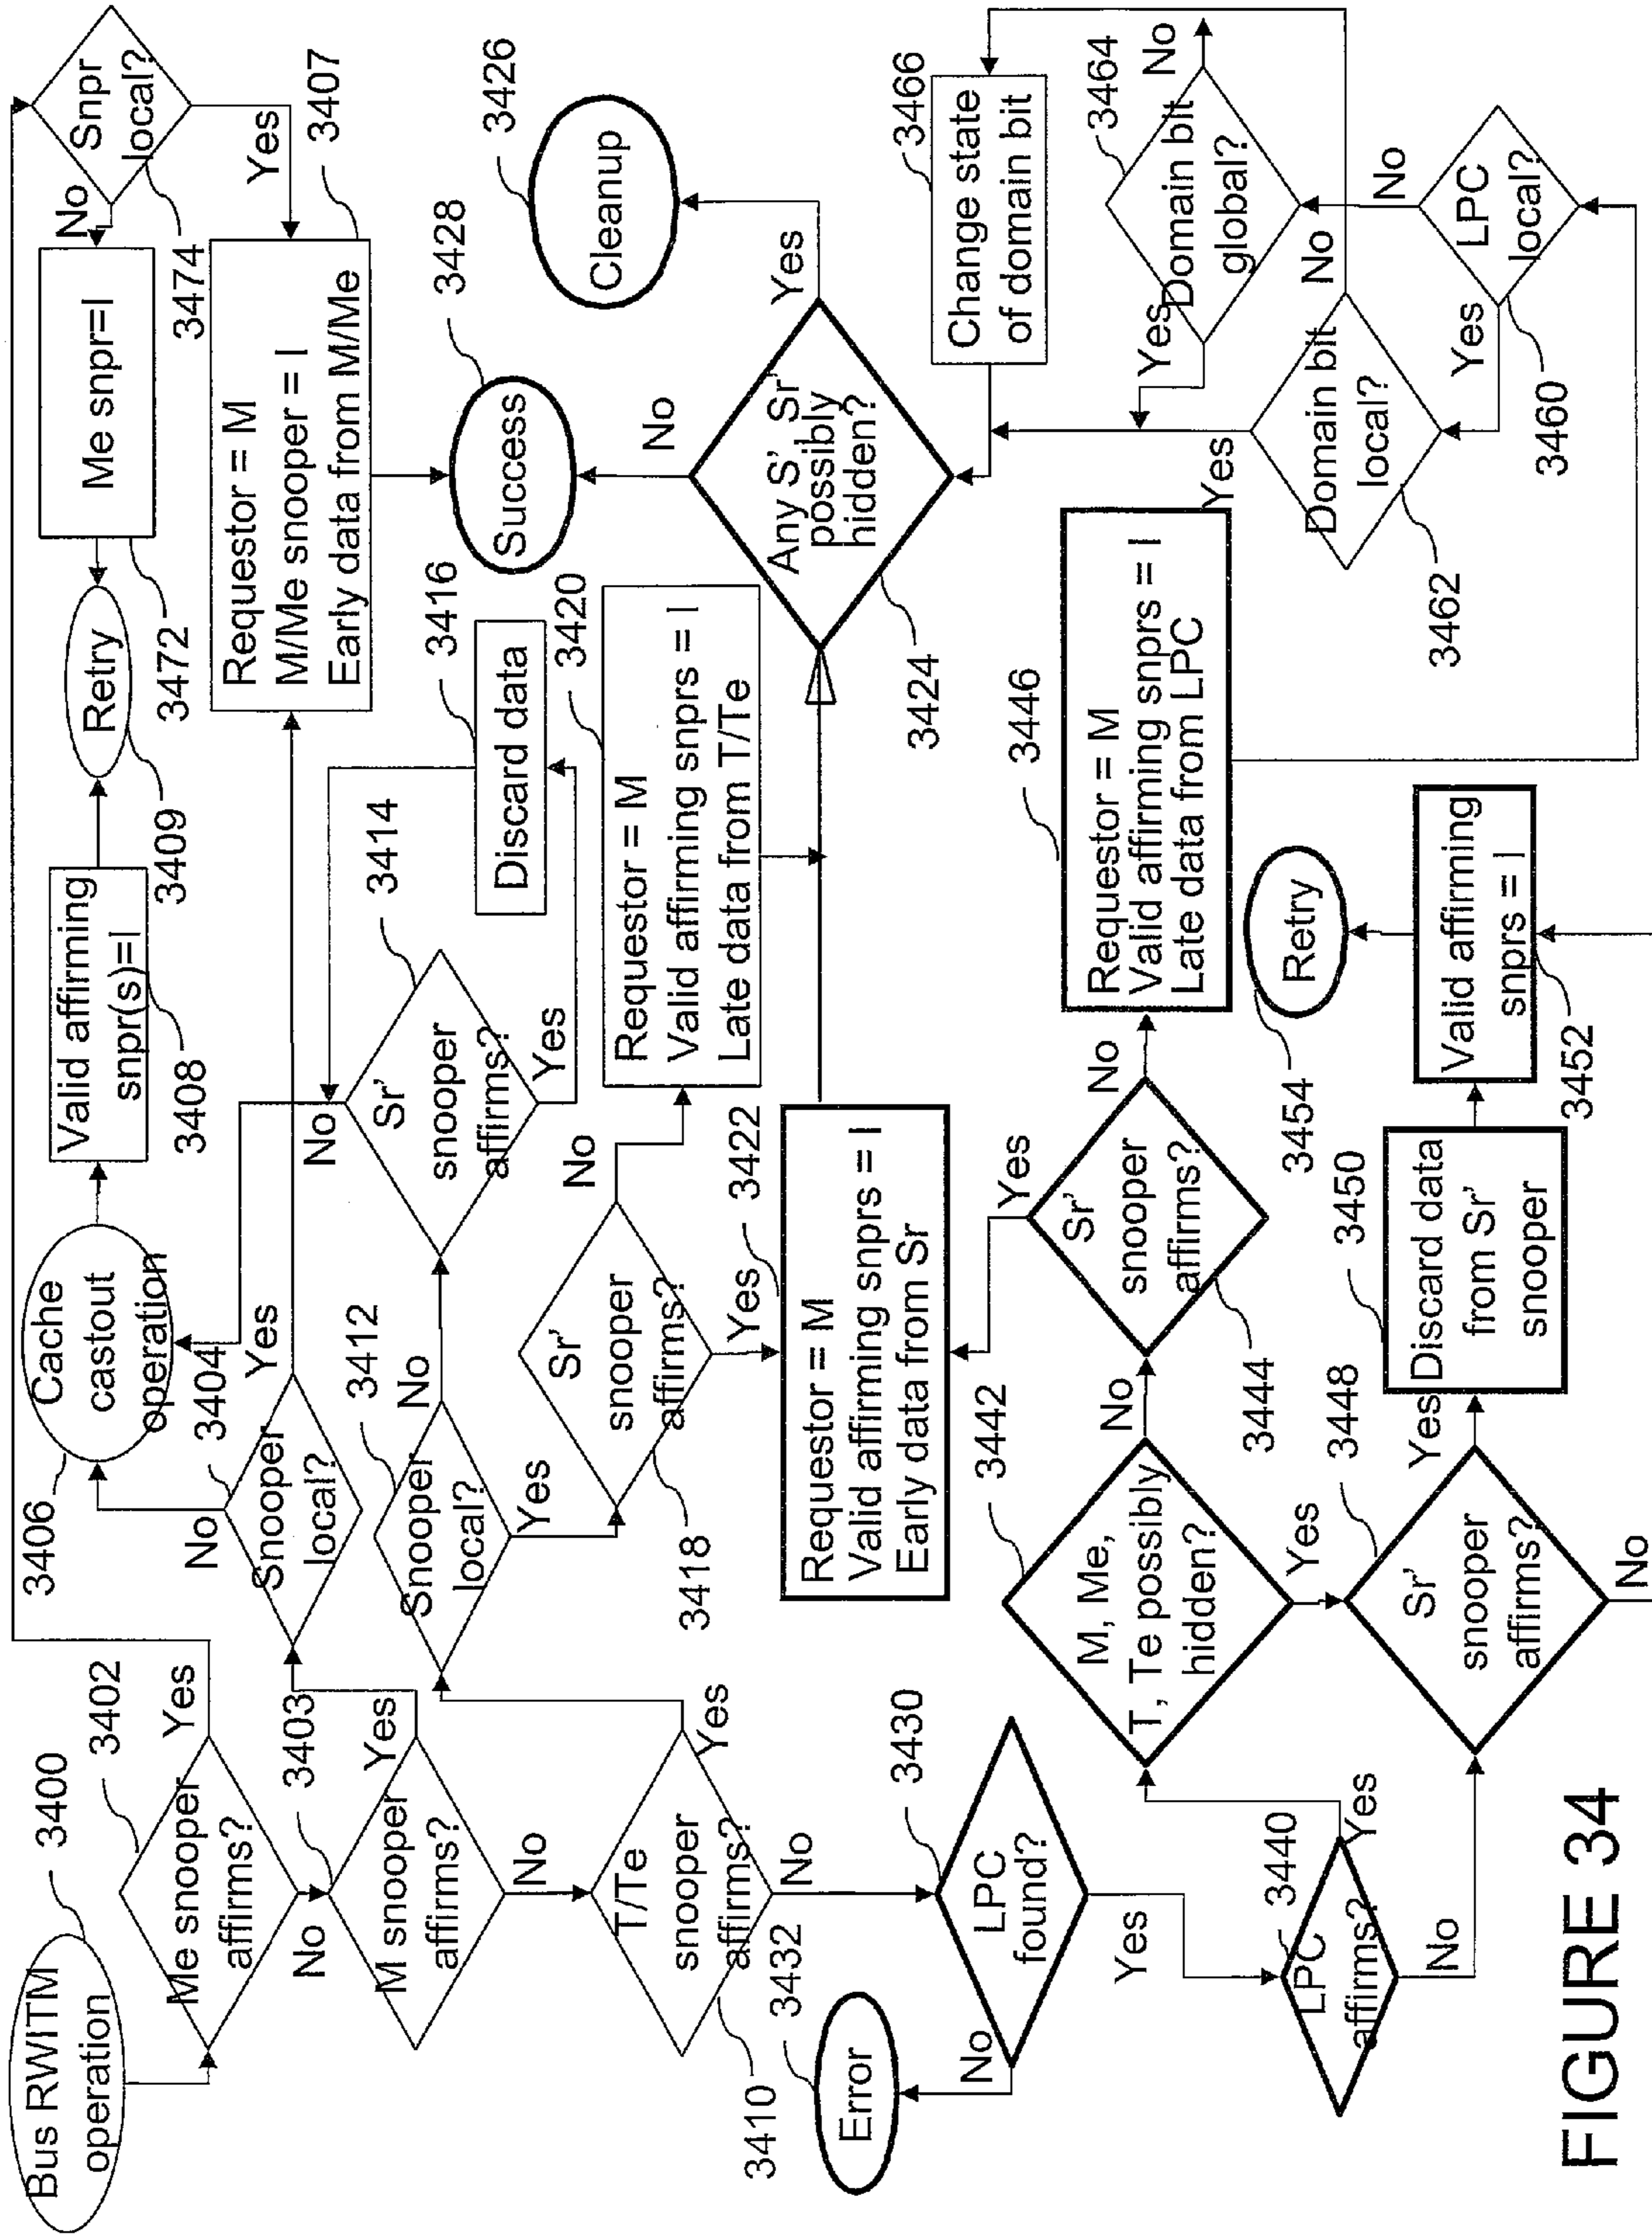 Bus RWITM
operation
3400
Me snooper
affirms?
3402
Yes
No
M snooper
affirms?
3403
Yes
No
T/Te
snooper
affirms?
3410
Yes
No
LPC
found?
3430
No
Error
3432
Yes
LPC
affirms?
3440
Yes
No
Snooper
local?
3404
No
Yes
Cache
castout
operation
3406
Valid affirming
snpr(s)=I
3408
Retry
3409
Me snpr=I
3472
No
Snpr
local?
3474
Yes
Requestor = M
M/Me snooper = I
Early data from M/Me
3407
Snooper
local?
3412
No
Yes
Sr'
snooper
affirms?
3414
No
Yes
Discard data
3416
Sr'
snooper
affirms?
3418
No
Yes
Requestor = M
Valid affirming snprs = I
Late data from T/Te
3420
Requestor = M
Valid affirming snprs = I
Early data from Sr
3422
Any S', Sr'
possibly
hidden?
3424
No
Success
3428
Yes
Cleanup
3426
M, Me,
T, Te possibly
hidden?
3442
No
Yes
Sr'
snooper
affirms?
3444
Yes
No
Requestor = M
Valid affirming snprs = I
Late data from LPC
3446
Sr'
snooper
affirms?
3448
Yes
No
Discard data
from Sr'
snooper
3450
Valid affirming
snprs = I
3452
Retry
3454
LPC
local?
3460
Yes
No
Domain bit
local?
3462
Yes
No
Domain bit
global?
3464
Yes
No
Change state
of domain bit
3466
FIGURE 34